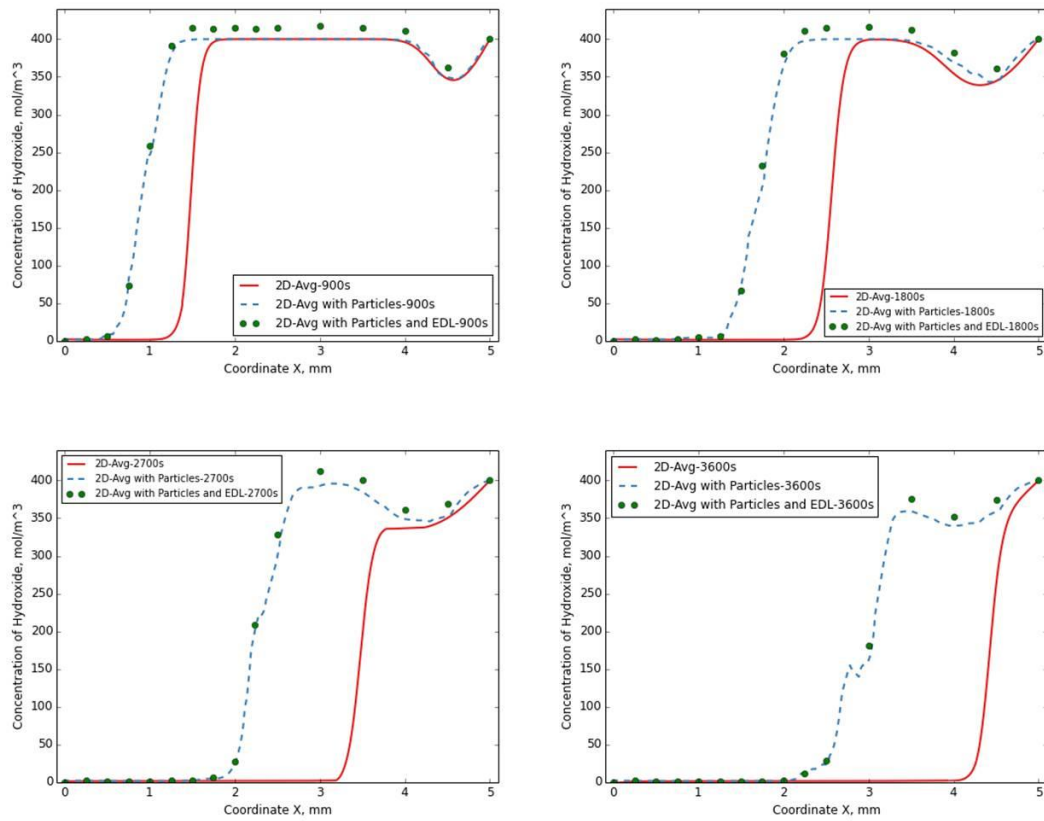 Concentration of Hydroxide, mol/m^3
400
350
300
250
200
150
100
50
0
2D-Avg-900s
2D-Avg with Particles-900s
2D-Avg with Particles and EDL-900s
0 1 2 3 4 5
Coordinate X, mm
Concentration of Hydroxide, mol/m^3
400
350
300
250
200
150
100
50
0
2D-Avg-1800s
2D-Avg with Particles-1800s
2D-Avg with Particles and EDL-1800s
0 1 2 3 4 5
Coordinate X, mm
Concentration of Hydroxide, mol/m^3
2D-Avg-2700s
2D-Avg with Particles-2700s
2D-Avg with Particles and EDL-2700s
400
350
300
250
200
150
100
50
0
0 1 2 3 4 5
Coordinate X, mm
Concentration of Hydroxide, mol/m^3
2D-Avg-3600s
2D-Avg with Particles-3600s
2D-Avg with Particles and EDL-3600s
400
350
300
250
200
150
100
50
0
0 1 2 3 4 5
Coordinate X, mm